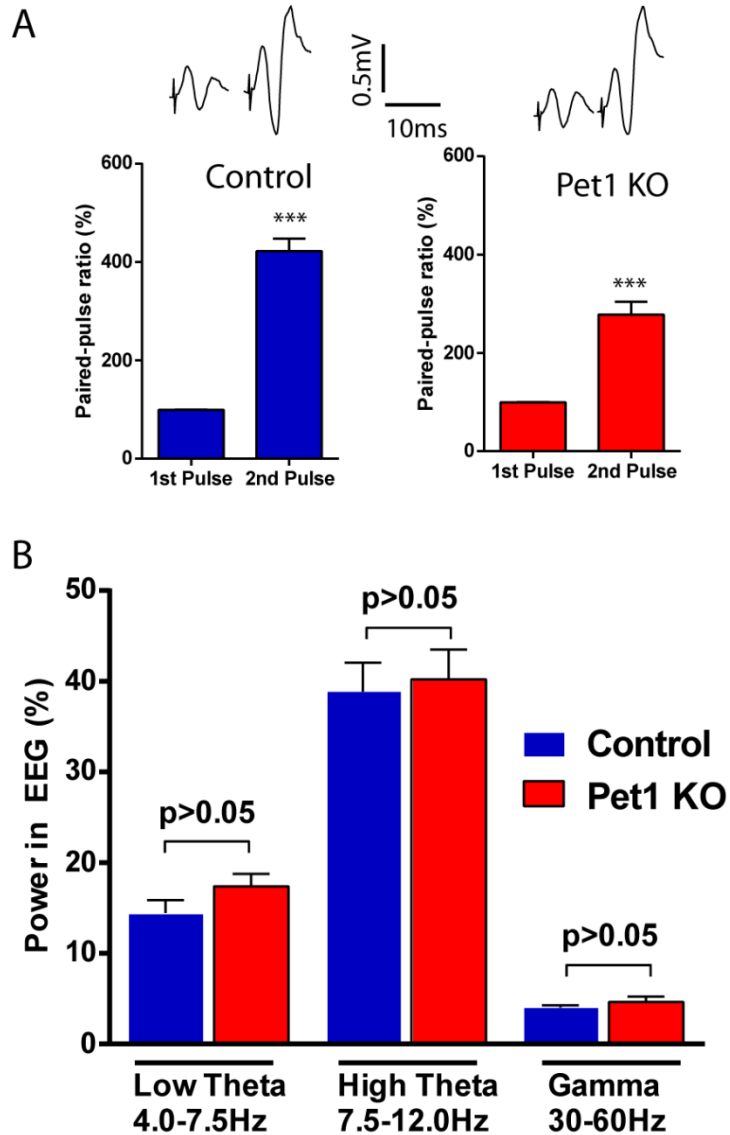 A
0.5mV
10ms
Control
Paired-pulse ratio (%)
600
400
200
0
***
1st Pulse 2nd Pulse
Pet1 KO
Paired-pulse ratio (%)
600
400
200
0
***
1st Pulse 2nd Pulse
B
Power in EEG (%)
50
40
30
20
10
0
p>0.05
p>0.05
p>0.05
Control
Pet1 KO
Low Theta
4.0-7.5Hz
High Theta
7.5-12.0Hz
Gamma
30-60Hz